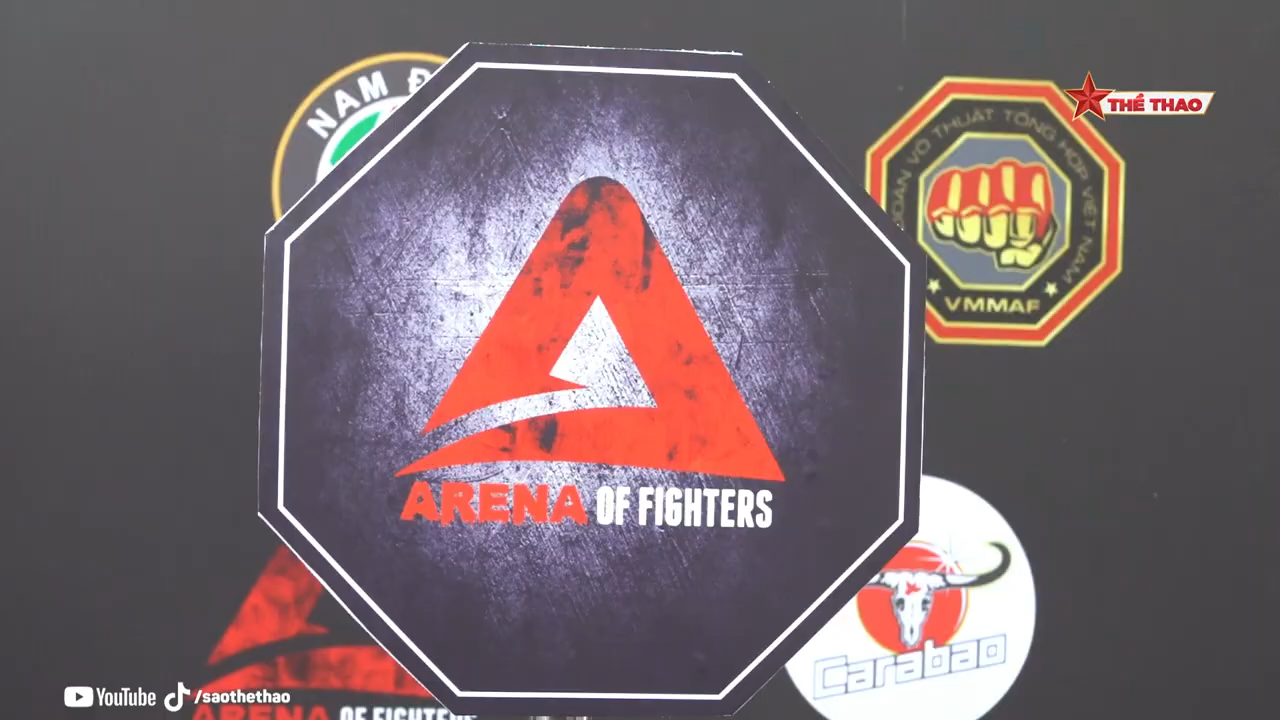 NAM
THỂ THAO
ĐOÀN VÕ THUẬT TỔNG HỢP VIỆT NAM
VMMAF
ARENA OF FIGHTERS
Carabao
YouTube /saothethao
ARENA OF FIGHTERS